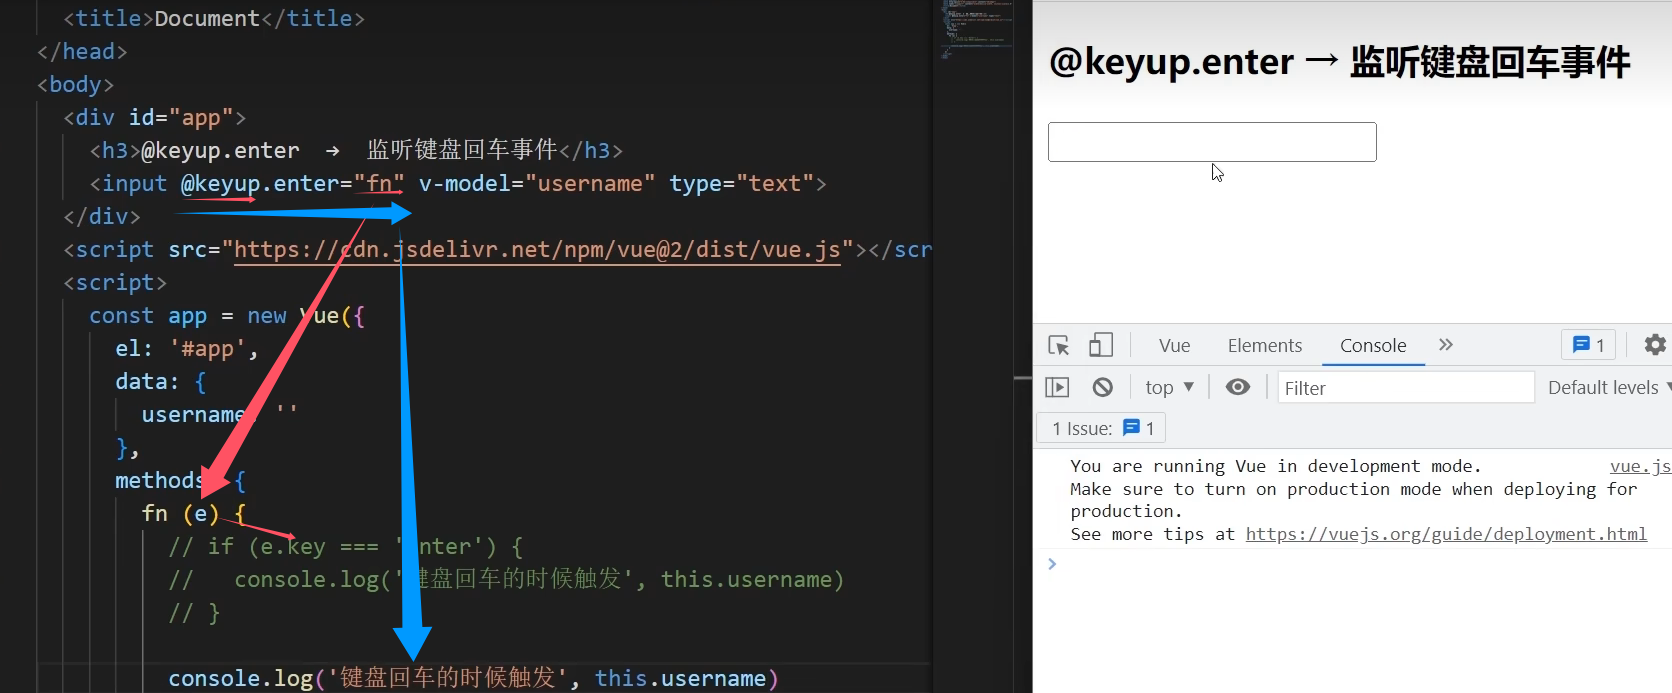 <title>Document</title>
</head>
<body>
<div id="app">
<h3>@keyup.enter → 监听键盘回车事件</h3>
<input @keyup.enter="fn" v-model="username" type="text">
</div>
<script src="https://cdn.jsdelivr.net/npm/vue@2/dist/vue.js"></scr
<script>
const app = new Vue({
el: '#app',
data: {
username ''
},
methods {
fn (e) {
// if (e.key === 'nter') {
// console.log('键盘回车的时候触发', this.username)
// }
console.log('键盘回车的时候触发', this.username)
@keyup.enter → 监听键盘回车事件
Vue Elements Console » 1
top ▼ Filter Default levels
1 Issue: 1
You are running Vue in development mode. vue.js
Make sure to turn on production mode when deploying for
production.
See more tips at https://vuejs.org/guide/deployment.html
>